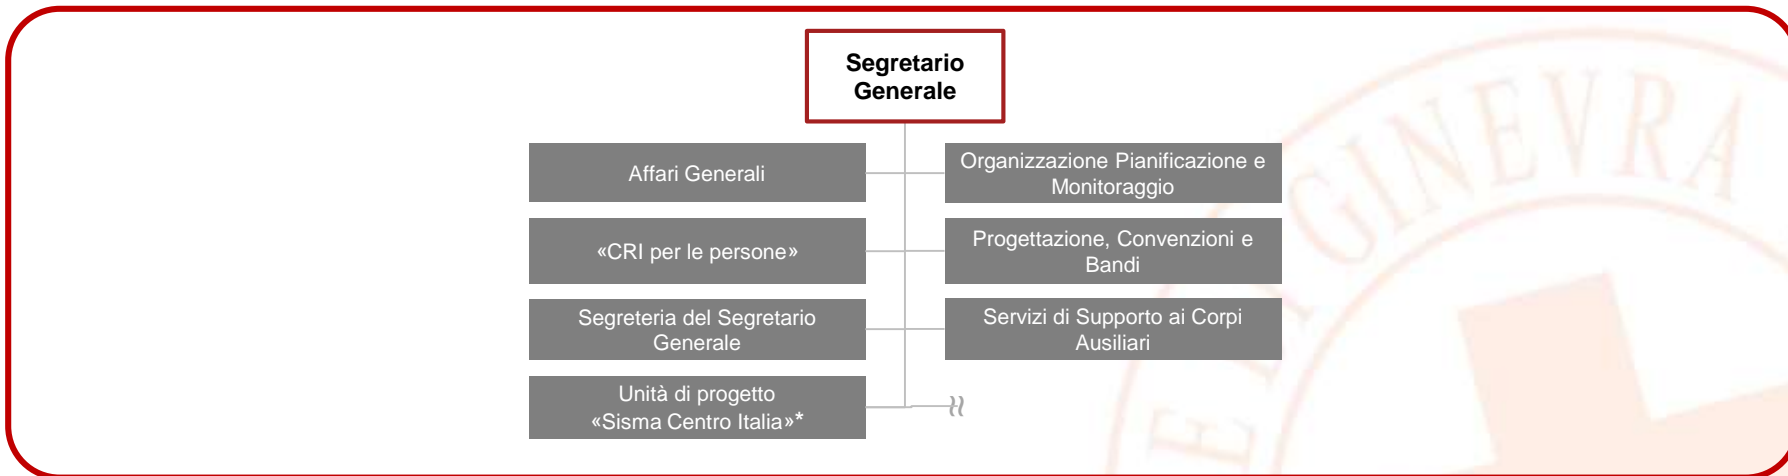 Segretario
Generale
Affari Generali
Organizzazione Pianificazione e
Monitoraggio
«CRI per le persone»
Progettazione, Convenzioni e
Bandi
Segreteria del Segretario
Generale
Servizi di Supporto ai Corpi
Ausiliari
Unità di progetto
«Sisma Centro Italia»*
GINEVRA